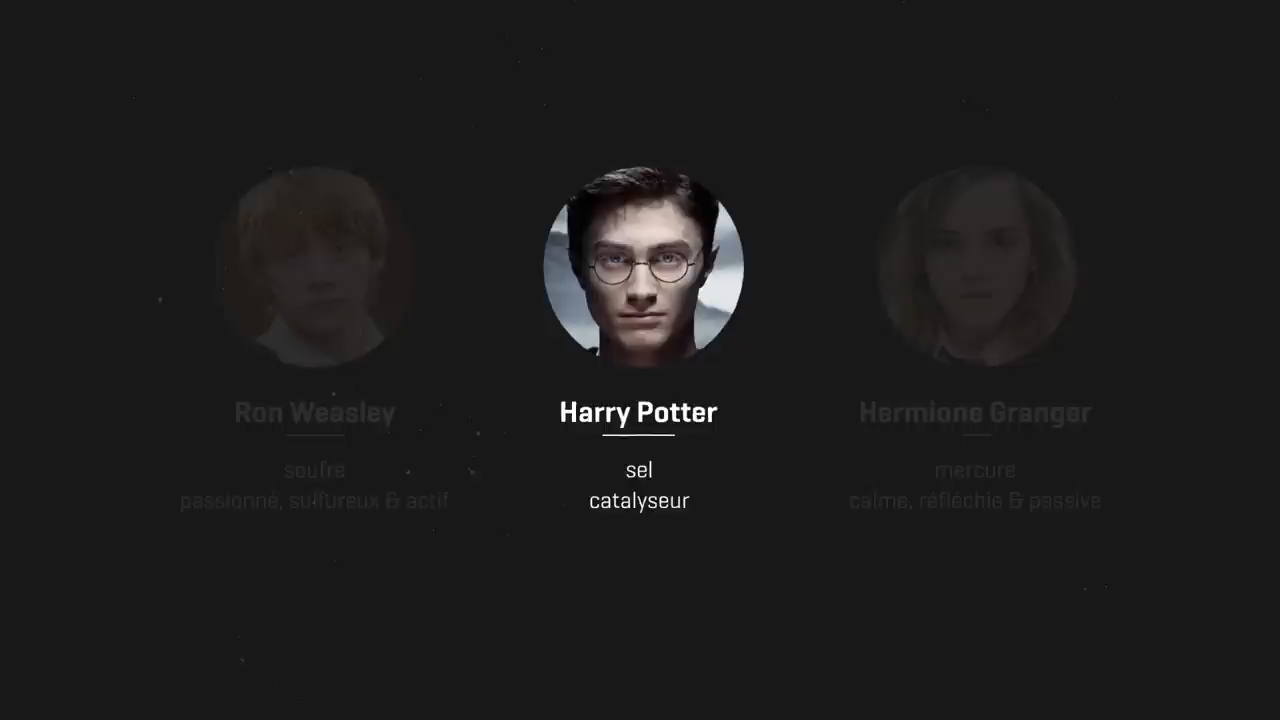 Ron Weasley
soufre
passionné, sulfureux & actif
Harry Potter
sel
catalyseur
Hermione Granger
mercure
calme, réfléchie & passive